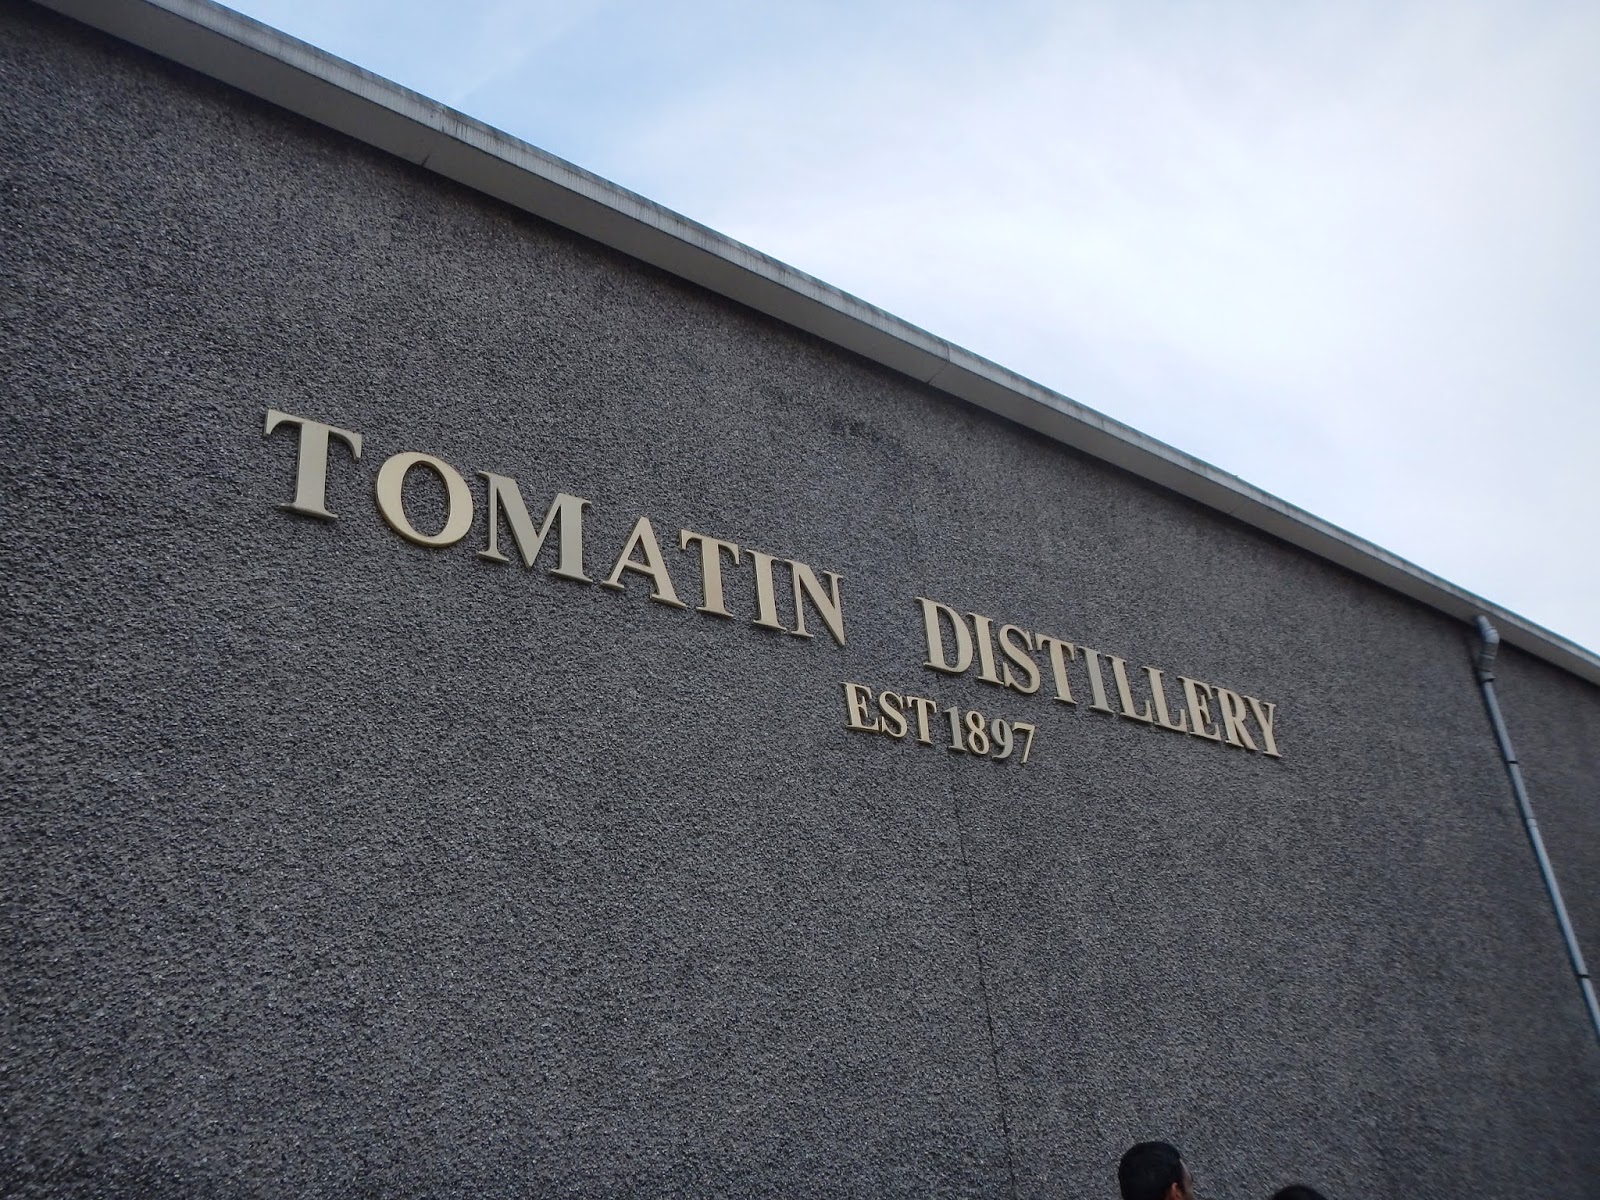 TOMATIN DISTILLERY
EST 1897